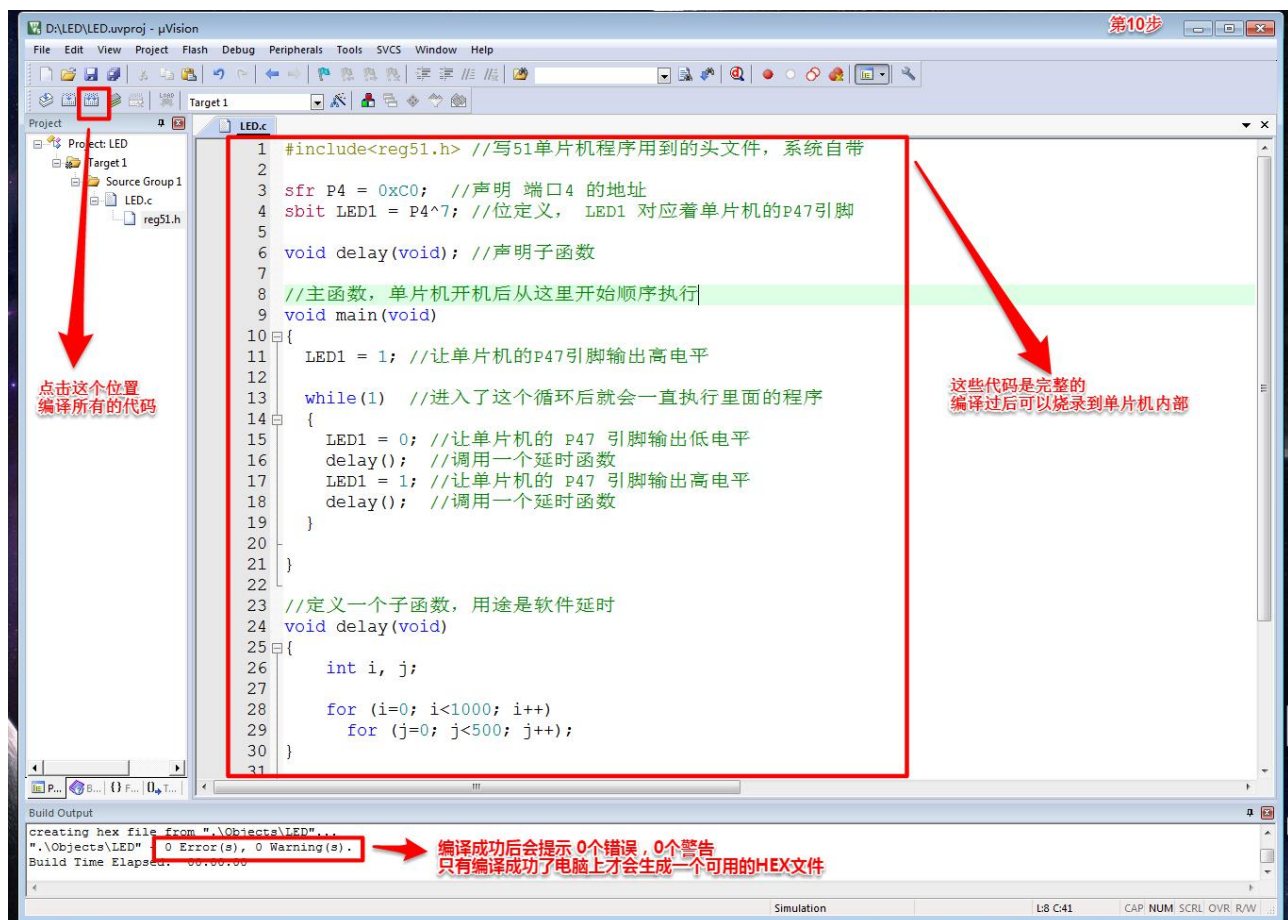 D:\LED\LED.uvproj - µVision
第10步
File Edit View Project Flash Debug Peripherals Tools SVCS Window Help
LOAD
Target 1
Project
LED.c
Project: LED
Target 1
Source Group 1
LED.c
reg51.h
1 #include<reg51.h> //写51单片机程序用到的头文件，系统自带
2
3 sfr P4 = 0xC0; //声明 端口4 的地址
4 sbit LED1 = P4^7; //位定义， LED1 对应着单片机的P47引脚
5
6 void delay(void); //声明子函数
7
8 //主函数，单片机开机后从这里开始顺序执行
9 void main(void)
10 {
11 LED1 = 1; //让单片机的P47引脚输出高电平
12
13 while(1) //进入了这个循环后就会一直执行里面的程序
14 {
15 LED1 = 0; //让单片机的 P47 引脚输出低电平
16 delay(); //调用一个延时函数
17 LED1 = 1; //让单片机的 P47 引脚输出高电平
18 delay(); //调用一个延时函数
19 }
20
21 }
22
23 //定义一个子函数，用途是软件延时
24 void delay(void)
25 {
26 int i, j;
27
28 for (i=0; i<1000; i++)
29 for (j=0; j<500; j++);
30 }
31
点击这个位置
编译所有的代码
这些代码是完整的
编译过后可以烧录到单片机内部
P... B... {} F... 0 T...
Build Output
creating hex file from ".\Objects\LED"...
".\Objects\LED" - 0 Error(s), 0 Warning(s).
Build Time Elapsed: 00:00:00
编译成功后会提示 0个错误，0个警告
只有编译成功了电脑上才会生成一个可用的HEX文件
Simulation
L:8 C:41
CAP NUM SCRL OVR R/W